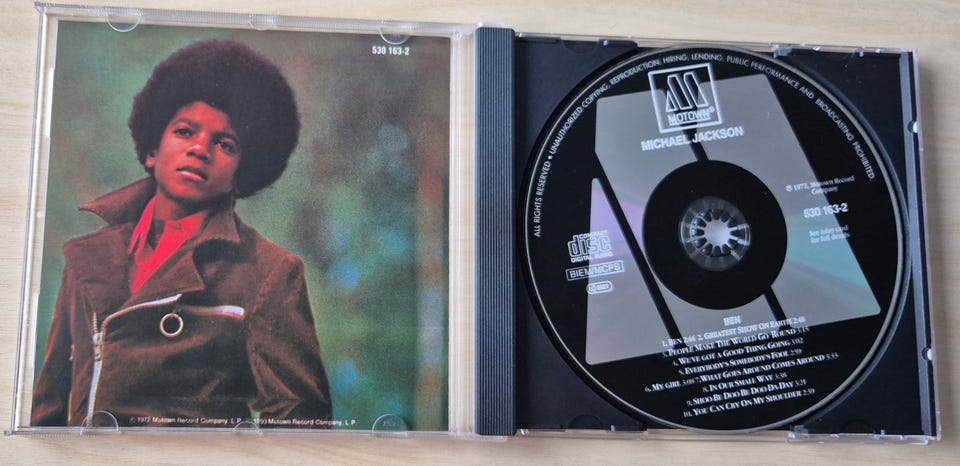 530 163-2
℗ 1972 Motown Record Company, L.P. © 1993 Motown Record Company, L.P.
ALL RIGHTS RESERVED • UNAUTHORIZED COPYING, REPRODUCTION, HIRING, LENDING, PUBLIC PERFORMANCE AND BROADCASTING PROHIBITED.
MOTOWN®
MICHAEL JACKSON
℗ 1972, Motown Record
Company
530 163-2
See inlay card
for full details
COMPACT
disc
DIGITAL AUDIO
BIEM/MCPS
BEN
1. BEN 2:44 2. GREATEST SHOW ON EARTH 2:48
3. PEOPLE MAKE THE WORLD GO 'ROUND 3:15
4. WE'VE GOT A GOOD THING GOING 3:02
5. EVERYBODY'S SOMEBODY'S FOOL 2:59
6. MY GIRL 3:08 7. WHAT GOES AROUND COMES AROUND 3:33
8. IN OUR SMALL WAY 3:38
9. SHOO BE DOO BE DOO DA DAY 3:21
10. YOU CAN CRY ON MY SHOULDER 2:39